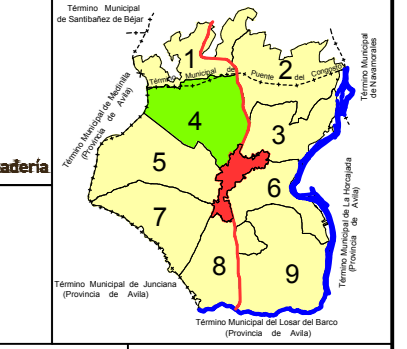 Término Municipal
de Santibañez de Béjar
Término Municipal del Puente del Congosto
Término Municipal
de Navamorales
Término Municipal de Medinilla
(Provincia de Avila)
1
2
3
4
5
6
7
8
9
adería
Término Municipal de La Horcajada
(Provincia de Avila)
Término Municipal de Junciana
(Provincia de Avila)
Término Municipal del Losar del Barco
(Provincia de Avila)